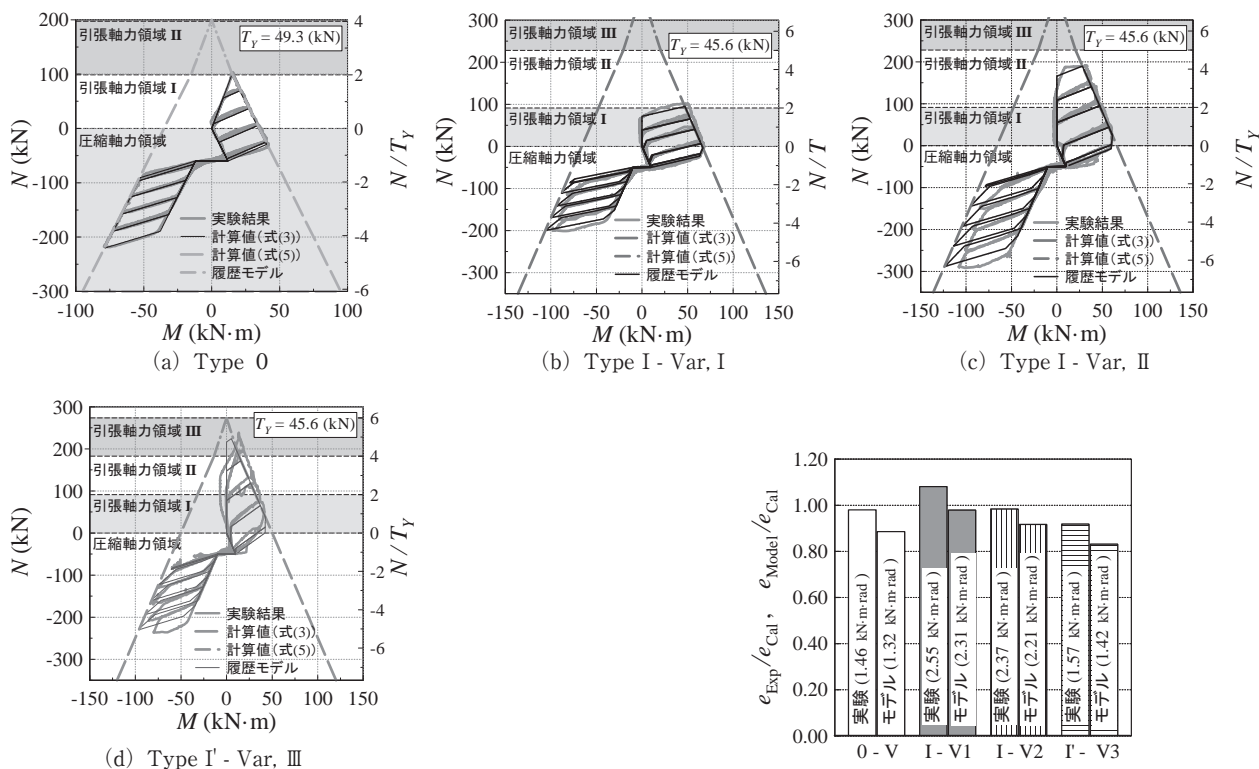 300
200
100
0
-100
-200
-300
N (kN)
引張軸力領域 II
引張軸力領域 I
圧縮軸力領域
T_Y = 49.3 (kN)
実験結果
計算値(式(3))
計算値(式(5))
履歴モデル
4
2
0
-2
-4
-6
N / T_Y
-100 -50 0 50 100
M (kN·m)
(a) Type 0
300
200
100
0
-100
-200
-300
N (kN)
引張軸力領域 III
引張軸力領域 II
引張軸力領域 I
圧縮軸力領域
T_Y = 45.6 (kN)
実験結果
計算値(式(3))
計算値(式(5))
履歴モデル
6
4
2
0
-2
-4
-6
N / T
-150 -100 -50 0 50 100 150
M (kN·m)
(b) Type I - Var, I
300
200
100
0
-100
-200
-300
N (kN)
引張軸力領域 III
引張軸力領域 II
引張軸力領域 I
圧縮軸力領域
T_Y = 45.6 (kN)
実験結果
計算値(式(3))
計算値(式(5))
履歴モデル
6
4
2
0
-2
-4
-6
N / T_Y
-150 -100 -50 0 50 100 150
M (kN·m)
(c) Type I - Var, II
300
200
100
0
-100
-200
-300
N (kN)
引張軸力領域 III
引張軸力領域 II
引張軸力領域 I
圧縮軸力領域
T_Y = 45.6 (kN)
実験結果
計算値(式(3))
計算値(式(5))
履歴モデル
6
4
2
0
-2
-4
-6
N / T_Y
-150 -100 -50 0 50 100 150
M (kN·m)
(d) Type I' - Var, III
1.20
1.00
0.80
0.60
0.40
0.20
0.00
e_Exp/e_Cal , e_Model/e_Cal
実験 (1.46 kN·m·rad)
モデル (1.32 kN·m·rad)
実験 (2.55 kN·m·rad)
モデル (2.31 kN·m·rad)
実験 (2.37 kN·m·rad)
モデル (2.21 kN·m·rad)
実験 (1.57 kN·m·rad)
モデル (1.42 kN·m·rad)
0 - V I - V1 I - V2 I' - V3